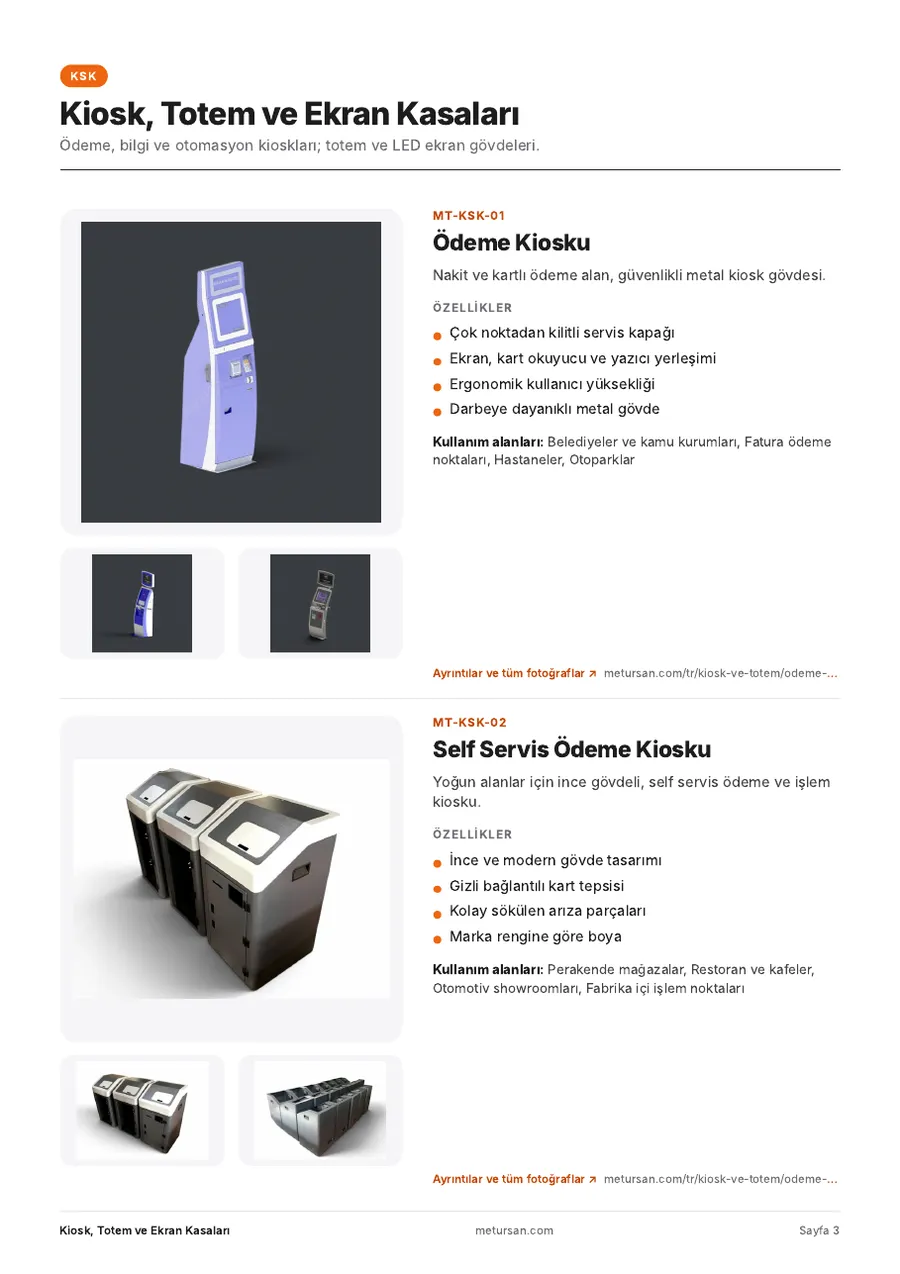 KSK
Kiosk, Totem ve Ekran Kasaları
Ödeme, bilgi ve otomasyon kioskları; totem ve LED ekran gövdeleri.
MT-KSK-01
Ödeme Kiosku
Nakit ve kartlı ödeme alan, güvenlikli metal kiosk gövdesi.
ÖZELLİKLER
Çok noktadan kilitli servis kapağı
Ekran, kart okuyucu ve yazıcı yerleşimi
Ergonomik kullanıcı yüksekliği
Darbeye dayanıklı metal gövde
Kullanım alanları: Belediyeler ve kamu kurumları, Fatura ödeme
noktaları, Hastaneler, Otoparklar
Ayrıntılar ve tüm fotoğraflar ↗ metursan.com/tr/kiosk-ve-totem/odeme-...
MT-KSK-02
Self Servis Ödeme Kiosku
Yoğun alanlar için ince gövdeli, self servis ödeme ve işlem
kiosku.
ÖZELLİKLER
İnce ve modern gövde tasarımı
Gizli bağlantılı kart tepsisi
Kolay sökülen arıza parçaları
Marka rengine göre boya
Kullanım alanları: Perakende mağazalar, Restoran ve kafeler,
Otomotiv showroomları, Fabrika içi işlem noktaları
Ayrıntılar ve tüm fotoğraflar ↗ metursan.com/tr/kiosk-ve-totem/odeme-...
Kiosk, Totem ve Ekran Kasaları metursan.com Sayfa 3